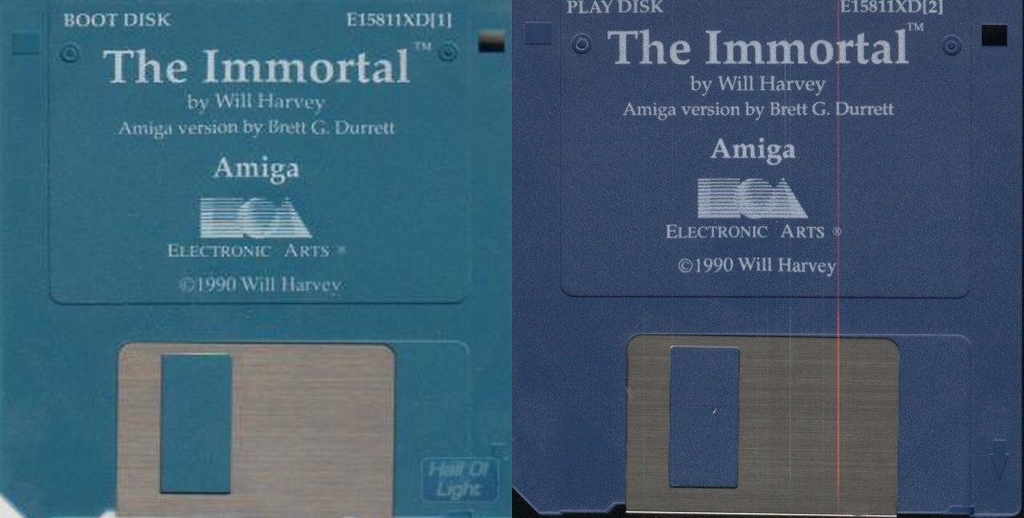 BOOT DISK E15811XD[1]
The Immortal™
by Will Harvey
Amiga version by Brett G. Durrett
Amiga
ECA
ELECTRONIC ARTS ®
©1990 Will Harvey
Hall Of
Light
PLAY DISK E15811XD[2]
The Immortal™
by Will Harvey
Amiga version by Brett G. Durrett
Amiga
ECA
ELECTRONIC ARTS ®
©1990 Will Harvey